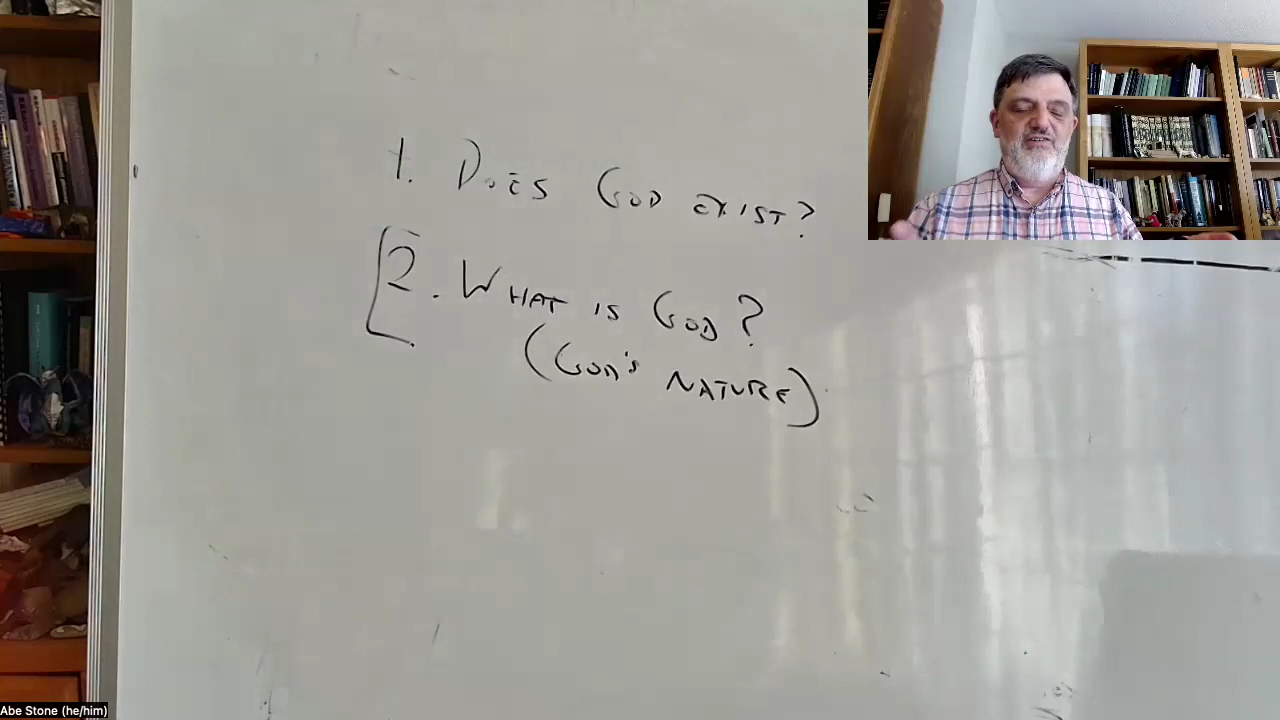 1. Does God exist?
2. What is God?
(God's nature)
Abe Stone (he/him)